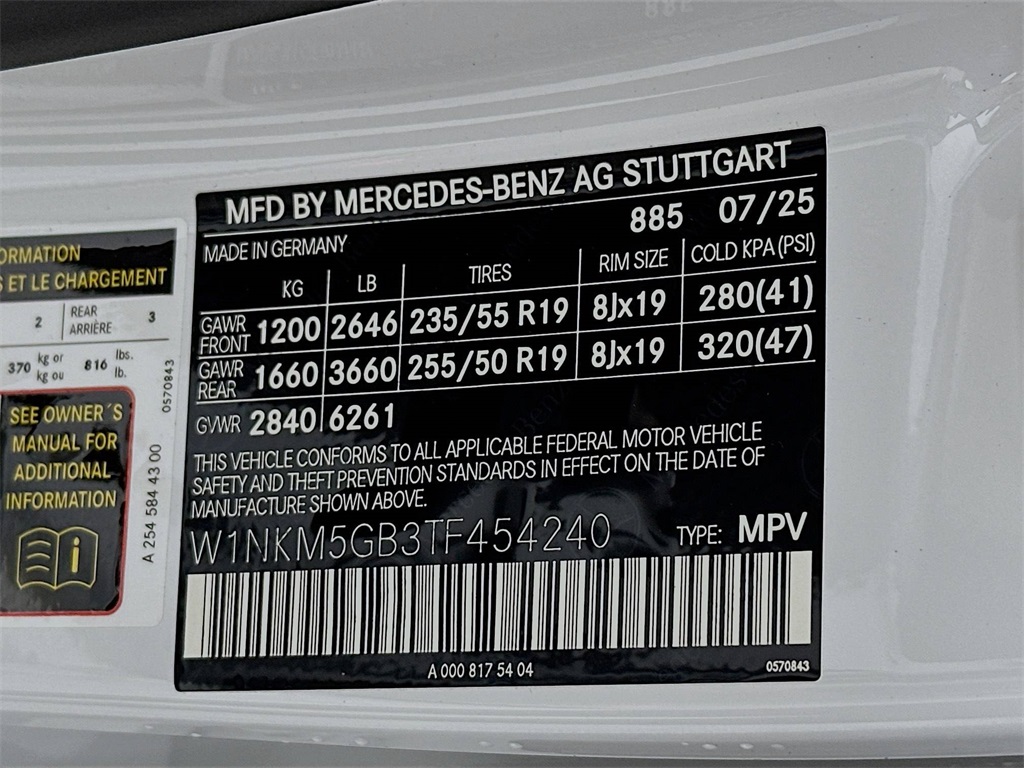 MFD BY MERCEDES-BENZ AG STUTTGART
885 07/25
MADE IN GERMANY
KG LB TIRES RIM SIZE COLD KPA (PSI)
GAWR FRONT 1200 2646 235/55 R19 8Jx19 280(41)
GAWR REAR 1660 3660 255/50 R19 8Jx19 320(47)
GVWR 2840 6261
THIS VEHICLE CONFORMS TO ALL APPLICABLE FEDERAL MOTOR VEHICLE
SAFETY AND THEFT PREVENTION STANDARDS IN EFFECT ON THE DATE OF
MANUFACTURE SHOWN ABOVE.
W1NKM5GB3TF454240 TYPE: MPV
A 000 817 54 04 0570843
ET LE CHARGEMENT
2 REAR ARRIÈRE 3
370 kg or kg ou 816 lbs. lb.
0570843
SEE OWNER´S
MANUAL FOR
ADDITIONAL
INFORMATION
i
A 254 584 43 00